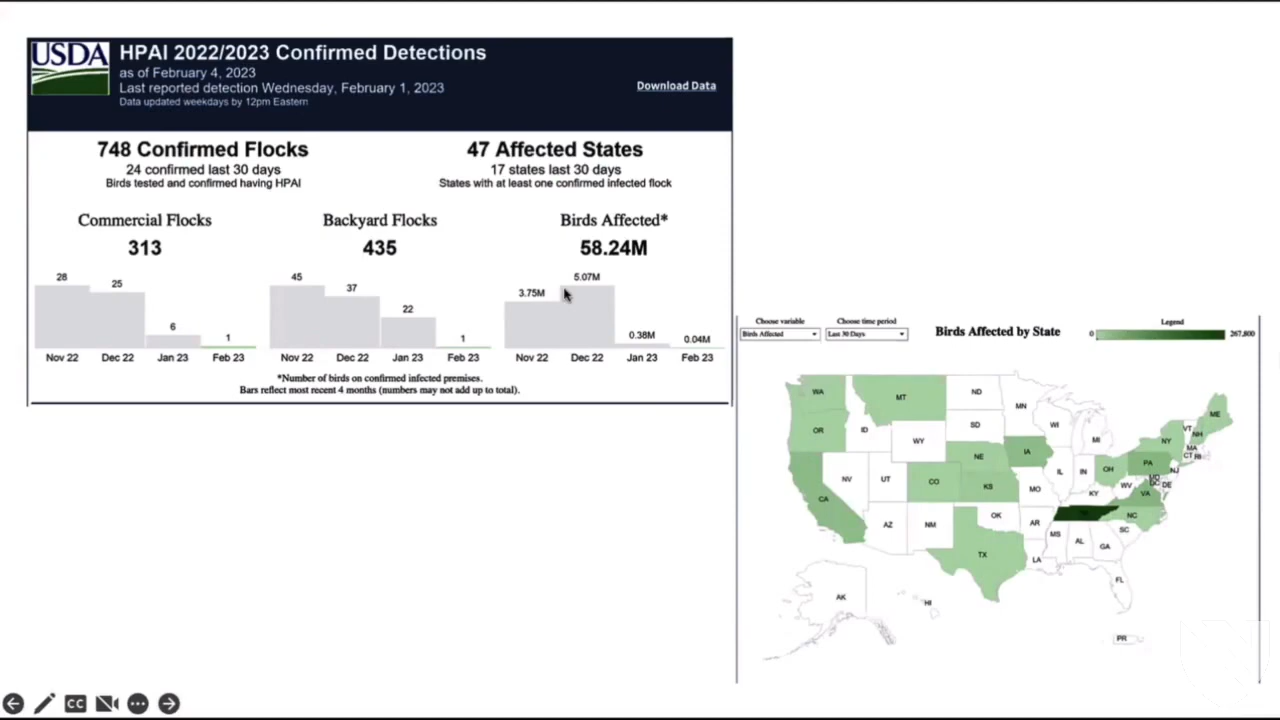 USDA
HPAI 2022/2023 Confirmed Detections
as of February 4, 2023
Last reported detection Wednesday, February 1, 2023
Data updated weekdays by 12pm Eastern
Download Data
748 Confirmed Flocks
24 confirmed last 30 days
Birds tested and confirmed having HPAI
47 Affected States
17 states last 30 days
States with at least one confirmed infected flock
Commercial Flocks
313
28
25
6
1
Nov 22
Dec 22
Jan 23
Feb 23
Backyard Flocks
435
45
37
22
1
Nov 22
Dec 22
Jan 23
Feb 23
Birds Affected*
58.24M
3.75M
5.07M
0.38M
0.04M
Nov 22
Dec 22
Jan 23
Feb 23
*Number of birds on confirmed infected premises.
Bars reflect most recent 4 months (numbers may not add up to total).
Choose variable
Birds Affected
Choose time period
Last 30 Days
Birds Affected by State
Legend
0
267,800
WA
MT
ND
MN
ME
OR
ID
SD
WI
VT
NH
WY
MI
NY
MA
CT
RI
NE
IA
PA
NV
UT
CO
IL
IN
OH
NJ
MD
DC
DE
WV
KS
MO
KY
VA
CA
NC
AZ
NM
OK
AR
SC
MS
AL
GA
TX
LA
FL
AK
HI
PR
CC